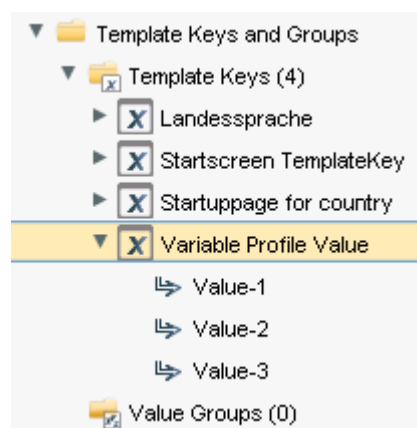 Template Keys and Groups
Template Keys (4)
Landessprache
Startscreen TemplateKey
Startuppage for country
Variable Profile Value
Value-1
Value-2
Value-3
Value Groups (0)